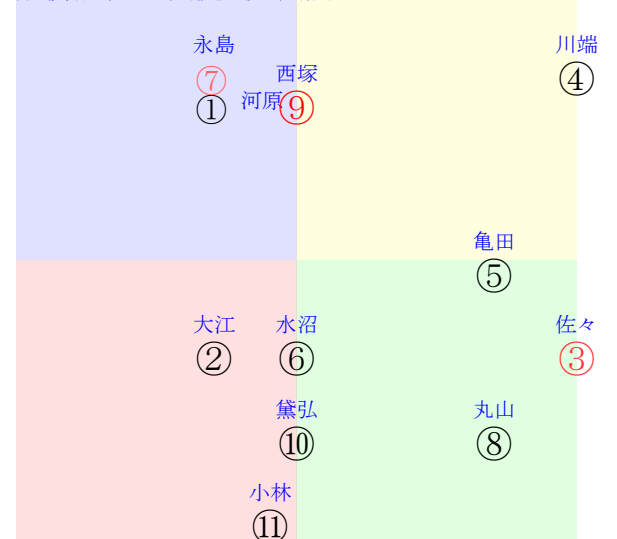 永島
川端
⑦
西塚
④
①
河原
⑨
亀田
⑤
大江
水沼
佐々
②
⑥
③
黛弘
丸山
⑩
⑧
小林
⑪